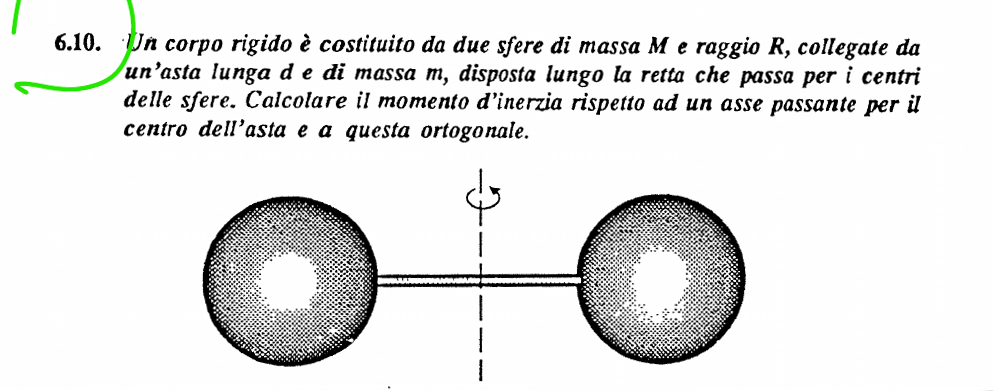 6.10. Un corpo rigido è costituito da due sfere di massa M e raggio R, collegate da
un'asta lunga d e di massa m, disposta lungo la retta che passa per i centri
delle sfere. Calcolare il momento d'inerzia rispetto ad un asse passante per il
centro dell'asta e a questa ortogonale.